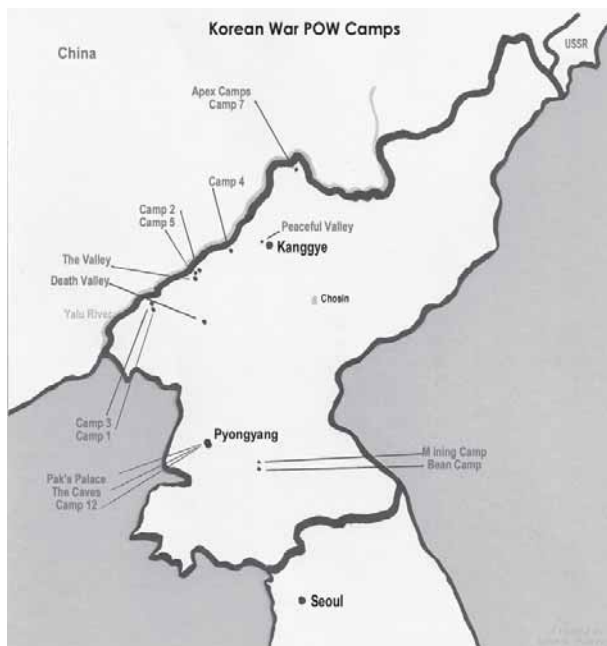 Korean War POW Camps
China
USSR
Apex Camps
Camp 7
Camp 4
Camp 2
Camp 5
Peaceful Valley
Kanggye
The Valley
Death Valley
Chosin
Yalu River
Camp 3
Camp 1
Pyongyang
Mining Camp
Bean Camp
Pak's Palace
The Caves
Camp 12
Seoul